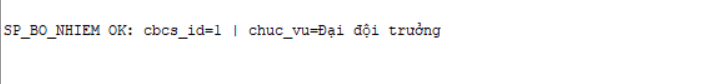 SP_BO_NHIEM OK: cbcs_id=1 | chuc_vu=Đại đội trưởng